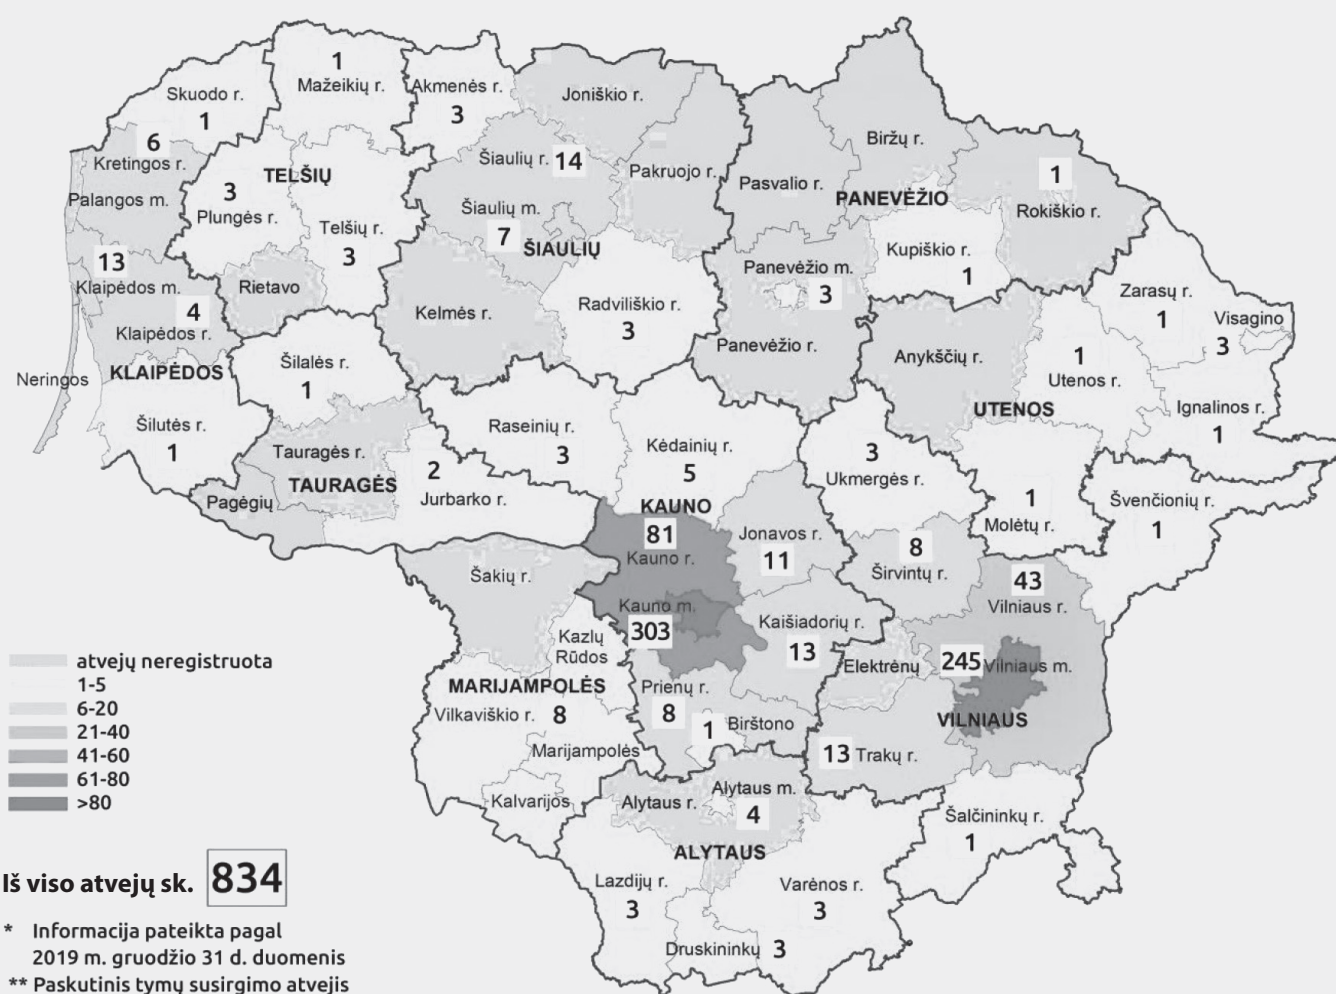 1
Mažeikių r.
Skuodo r.
1
Akmenės r.
3
Joniškio r.
6
Kretingos r.
Palangos m.
TELŠIŲ
3
Plungės r.
Telšių r.
3
Šiaulių r. 14
Šiaulių m.
7
ŠIAULIŲ
Pakruojo r.
Pasvalio r.
Biržų r.
PANEVĖŽIO
1
Rokiškio r.
Kupiškio r.
1
13
Klaipėdos m.
4
Klaipėdos r.
Rietavo
Kelmės r.
Radviliškio r.
3
Panevėžio m.
3
Panevėžio r.
Anykščių r.
Zarasų r.
1
Visagino
3
1
Utenos r.
UTENOS
Ignalinos r.
1
Neringos
KLAIPĖDOS
Šilalės r.
1
Šilutės r.
1
Tauragės r.
TAURAGĖS
Pagėgių
2
Jurbarko r.
Raseinių r.
3
Kėdainių r.
5
KAUNO
81
Kauno r.
Kauno m.
303
Jonavos r.
11
3
Ukmergės r.
1
Molėtų r.
Švenčionių r.
1
8
Širvintų r.
43
Vilniaus r.
245 Vilniaus m.
VILNIAUS
Šakių r.
Kazlų
Rūdos
Kaišiadorių r.
13
Elektrėnų
MARIJAMPOLĖS
Vilkaviškio r. 8
Marijampolės
Kalvarijos
Prienų r.
8
1 Birštono
13 Trakų r.
Alytaus r.
Alytaus m.
4
ALYTAUS
Šalčininkų r.
1
Lazdijų r.
3
Varėnos r.
3
Druskininkų 3
atvejų neregistruota
1-5
6-20
21-40
41-60
61-80
>80
Iš viso atvejų sk. 834
* Informacija pateikta pagal
2019 m. gruodžio 31 d. duomenis
** Paskutinis tymų susirgimo atvejis